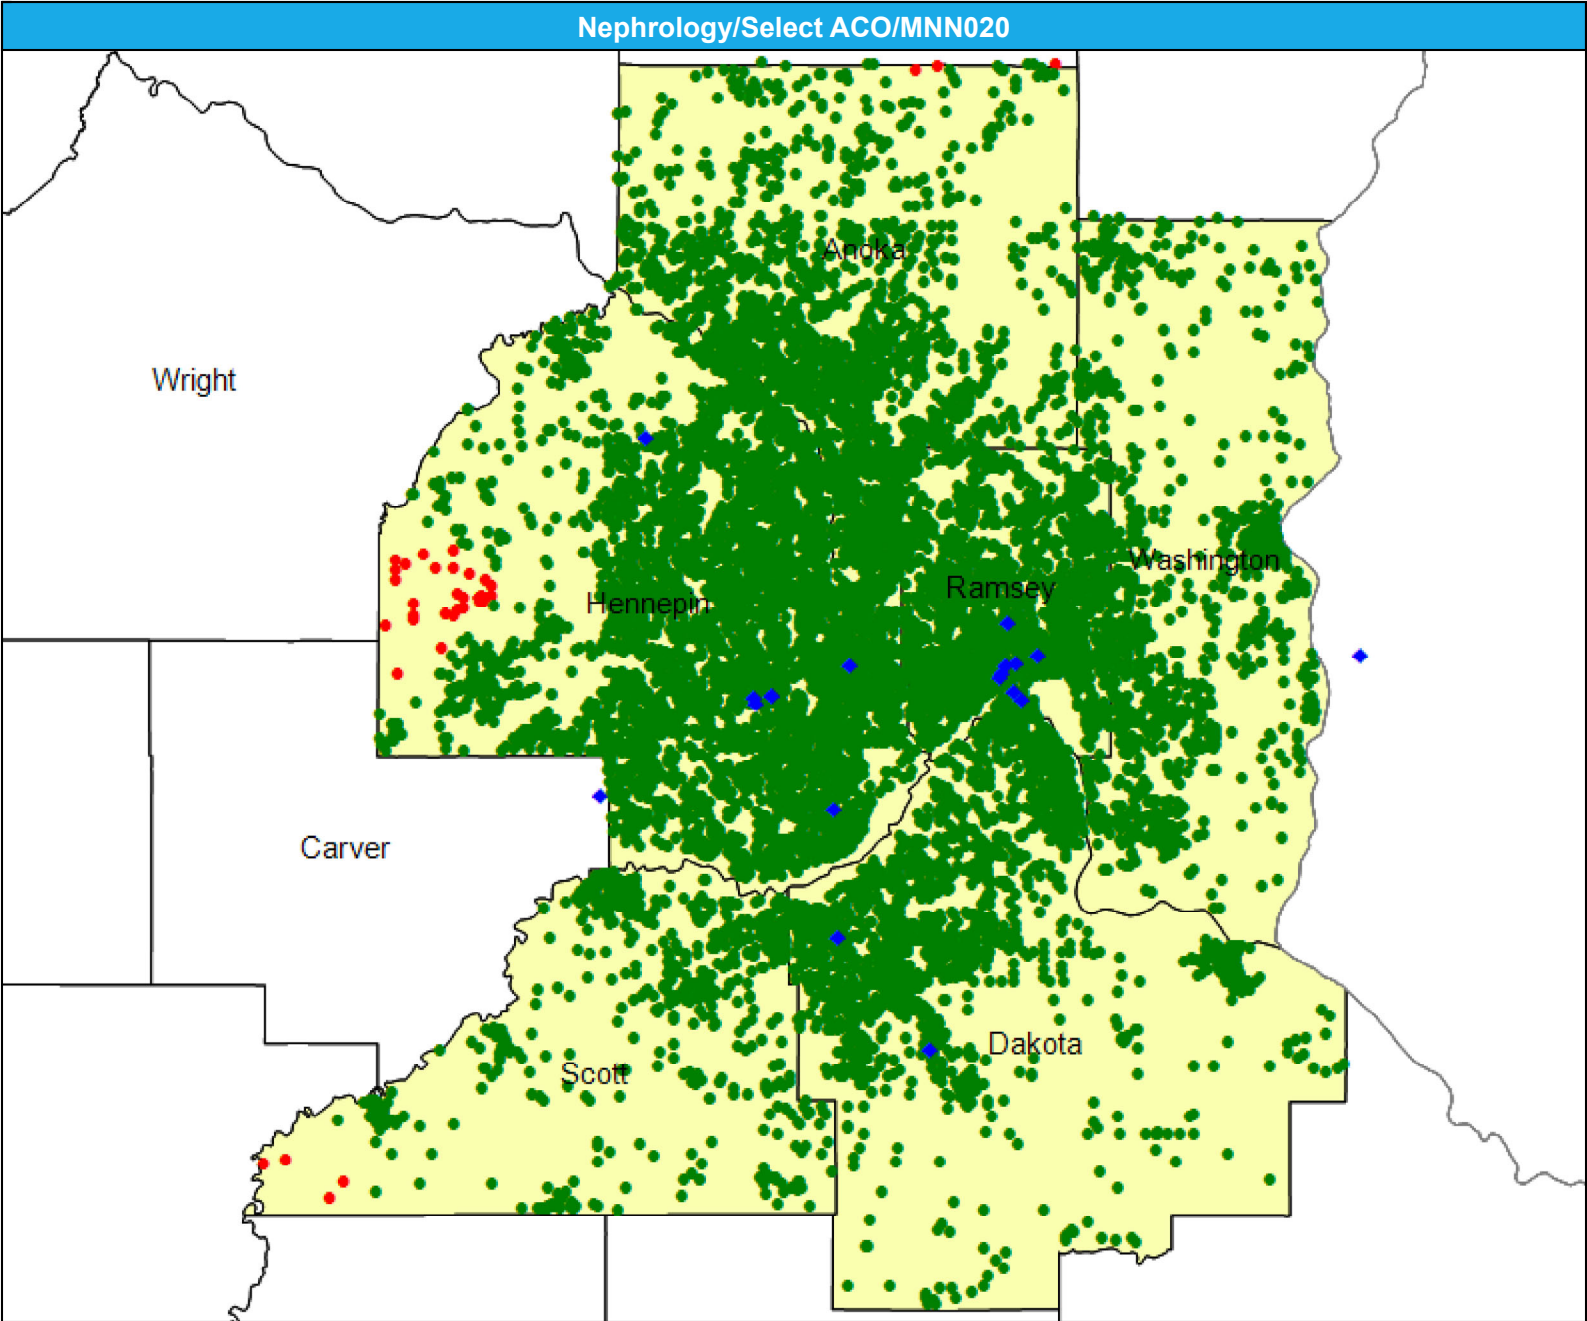 Nephrology/Select ACO/MNN020
Anoka
Wright
Washington
Ramsey
Hennepin
Carver
Dakota
Scott